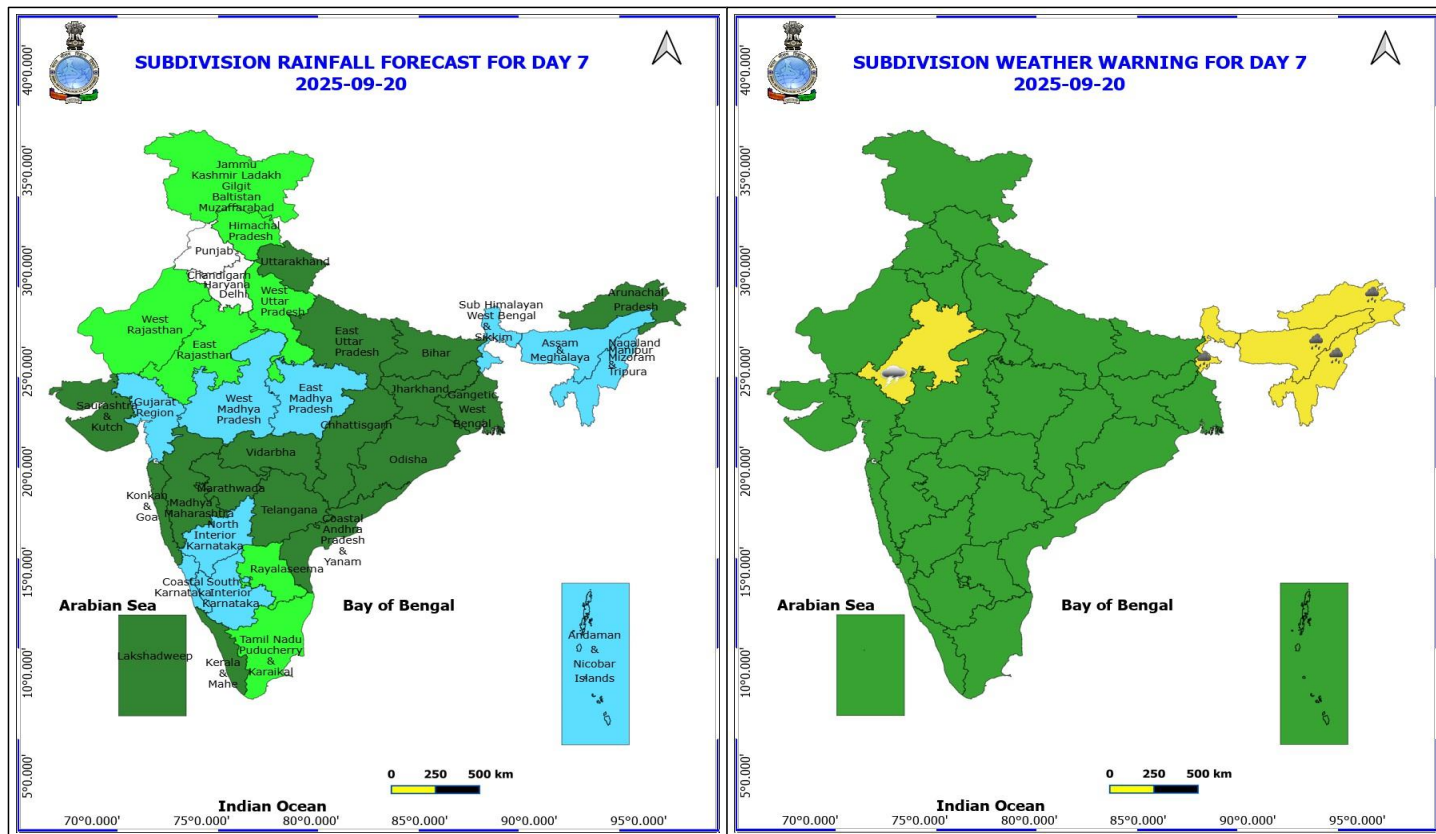 SUBDIVISION RAINFALL FORECAST FOR DAY 7
2025-09-20
40°0.000'
35°0.000'
30°0.000'
25°0.000'
20°0.000'
15°0.000'
10°0.000'
5°0.000'
Jammu
Kashmir Ladakh
Gilgit
Baltistan
Muzaffarabad
Himachal
Pradesh
Punjab
Uttarakhand
Chandigarh
Haryana
Delhi
West
Uttar
Pradesh
West
Rajasthan
East
Rajasthan
East
Uttar
Pradesh
Bihar
Sub Himalayan
West Bengal
&
Sikkim
Arunachal
Pradesh
Assam
&
Meghalaya
Nagaland
Manipur
Mizoram
&
Tripura
Jharkhand
Gangetic
West
Bengal
Saurashtra
&
Kutch
Gujarat
Region
West
Madhya
Pradesh
East
Madhya
Pradesh
Chhattisgarh
Vidarbha
Odisha
Konkan
&
Goa
Madhya
Maharashtra
Marathwada
Telangana
North
Interior
Karnataka
Coastal
Andhra
Pradesh
&
Yanam
Rayalaseema
Coastal
Karnataka
South
Interior
Karnataka
Arabian Sea
Bay of Bengal
Lakshadweep
Kerala
&
Mahe
Tamil Nadu
Puducherry
&
Karaikal
Andaman
&
Nicobar
Islands
0 250 500 km
Indian Ocean
70°0.000' 75°0.000' 80°0.000' 85°0.000' 90°0.000' 95°0.000'
SUBDIVISION WEATHER WARNING FOR DAY 7
2025-09-20
40°0.000'
35°0.000'
30°0.000'
25°0.000'
20°0.000'
15°0.000'
10°0.000'
5°0.000'
Arabian Sea
Bay of Bengal
0 250 500 km
Indian Ocean
70°0.000' 75°0.000' 80°0.000' 85°0.000' 90°0.000' 95°0.000'